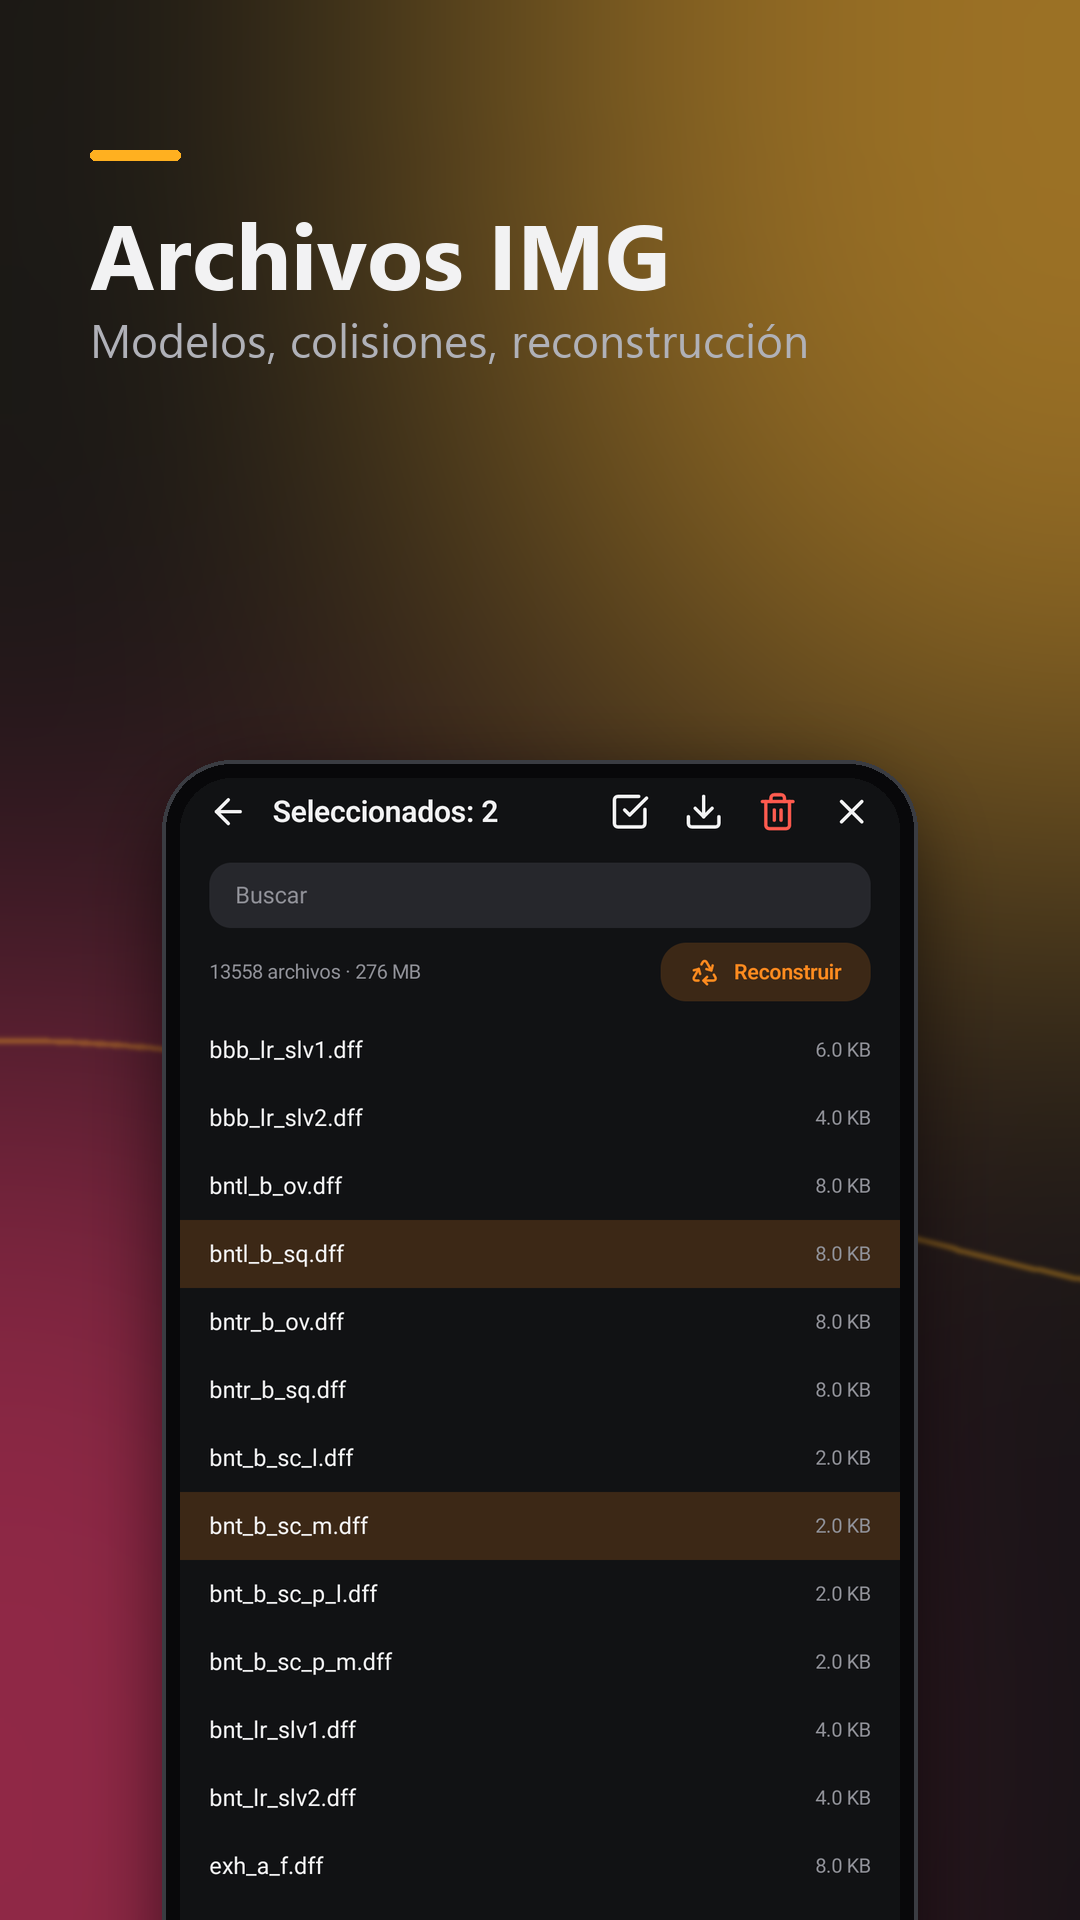 Archivos IMG
Modelos, colisiones, reconstrucción
Seleccionados: 2
Buscar
13558 archivos · 276 MB
Reconstruir
bbb_lr_slv1.dff 6.0 KB
bbb_lr_slv2.dff 4.0 KB
bntl_b_ov.dff 8.0 KB
bntl_b_sq.dff 8.0 KB
bntr_b_ov.dff 8.0 KB
bntr_b_sq.dff 8.0 KB
bnt_b_sc_l.dff 2.0 KB
bnt_b_sc_m.dff 2.0 KB
bnt_b_sc_p_l.dff 2.0 KB
bnt_b_sc_p_m.dff 2.0 KB
bnt_lr_slv1.dff 4.0 KB
bnt_lr_slv2.dff 4.0 KB
exh_a_f.dff 8.0 KB